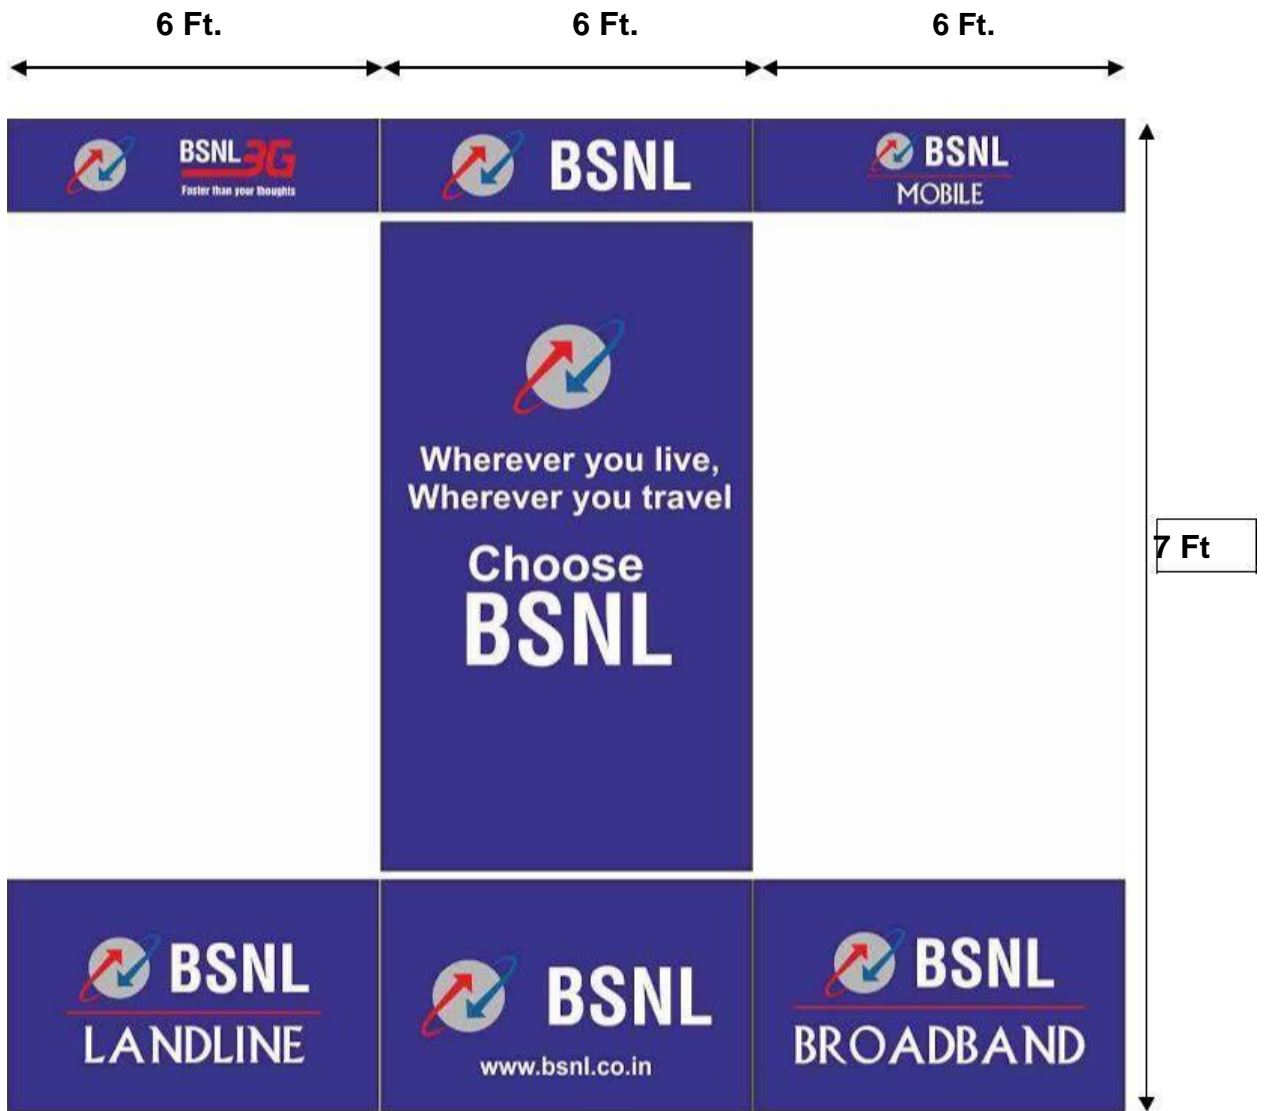 6 Ft.
6 Ft.
6 Ft.
BSNL 3G
Faster than your thoughts
BSNL
BSNL
MOBILE
Wherever you live,
Wherever you travel
Choose
BSNL
7 Ft
BSNL
LANDLINE
BSNL
www.bsnl.co.in
BSNL
BROADBAND